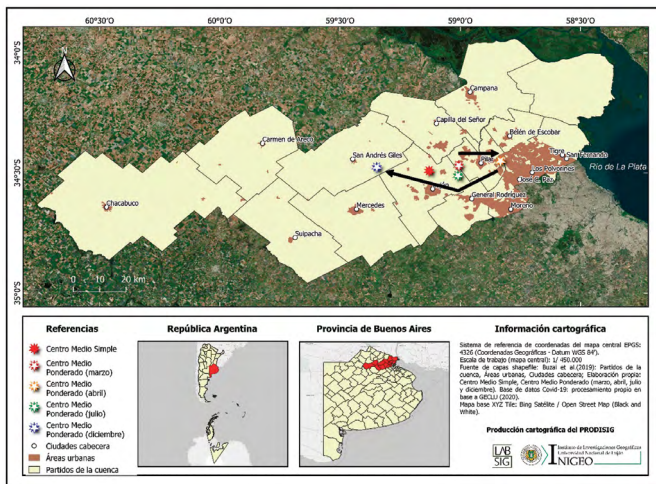 60°30'S
60°0'S
59°30'S
59°0'S
58°30'S
34°0'S
34°30'S
35°0'S
N
Campana
Capilla del Señor
Belén de Escobar
Carmen de Areco
San Andrés Giles
Pilar
Tigre
San Fernando
Río de La Plata
Los Polvorines
José C. Paz
General Rodríguez
Moreno
Chacabuco
Mercedes
Suipacha
0 10 20 km
Referencias
Centro Medio Simple
Centro Medio
Ponderado (marzo)
Centro Medio
Ponderado (abril)
Centro Medio
Ponderado (julio)
Centro Medio
Ponderado (diciembre)
Ciudades cabecera
Áreas urbanas
Partidos de la cuenca
República Argentina
Provincia de Buenos Aires
Información cartográfica
Sistema de referencia de coordenadas del mapa central EPGS:
4326 (Coordenadas Geográficas - Datum WGS 84').
Escala de trabajo (mapa central): 1/ 450.000
Fuente de capas shapefile: Buzai et al.(2019): Partidos de la
cuenca, Áreas urbanas, Ciudades cabecera; Elaboración propia:
Centro Medio Simple, Centro Medio Ponderado (marzo, abril, julio
y diciembre). Base de datos Covid-19: procesamiento propio en
base a GECLU (2020).
Mapa base XYZ Tile: Bing Satélite / Open Street Map (Black and
White).
Producción cartográfica del PRODISIG
LAB
SIG
Instituto de Investigaciones Geográficas
Universidad Nacional de Luján
INIGEO